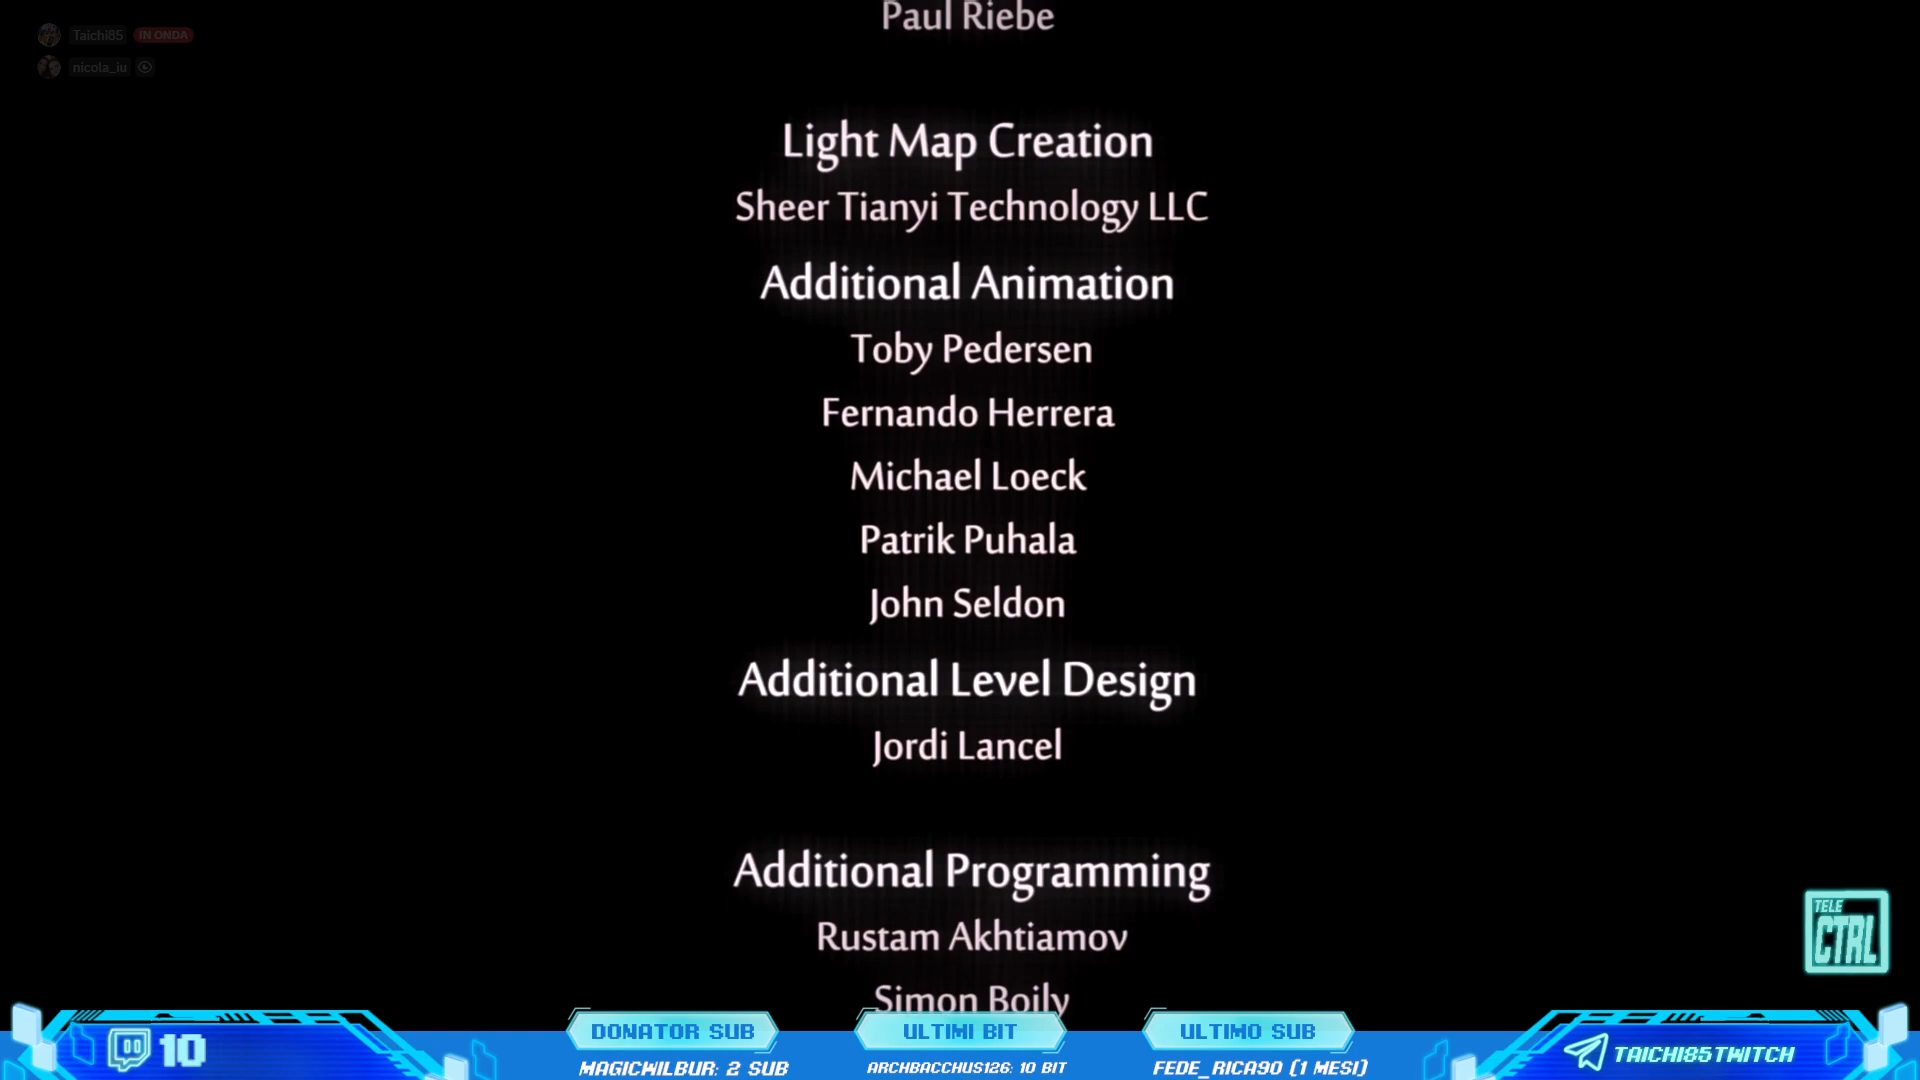 Paul Riebe
Taichi85 IN ONDA
nicola_iu
Light Map Creation
Sheer Tianyi Technology LLC
Additional Animation
Toby Pedersen
Fernando Herrera
Michael Loeck
Patrik Puhala
John Seldon
Additional Level Design
Jordi Lancel
Additional Programming
Rustam Akhtiamov
Simon Boily
TELE
CTRL
10
DONATOR SUB
MAGICWILBUR: 2 SUB
ULTIMI BIT
ARCHBACCHUS126: 10 BIT
ULTIMO SUB
FEDE_RICA90 (1 MESI)
TAICHI85TWITCH